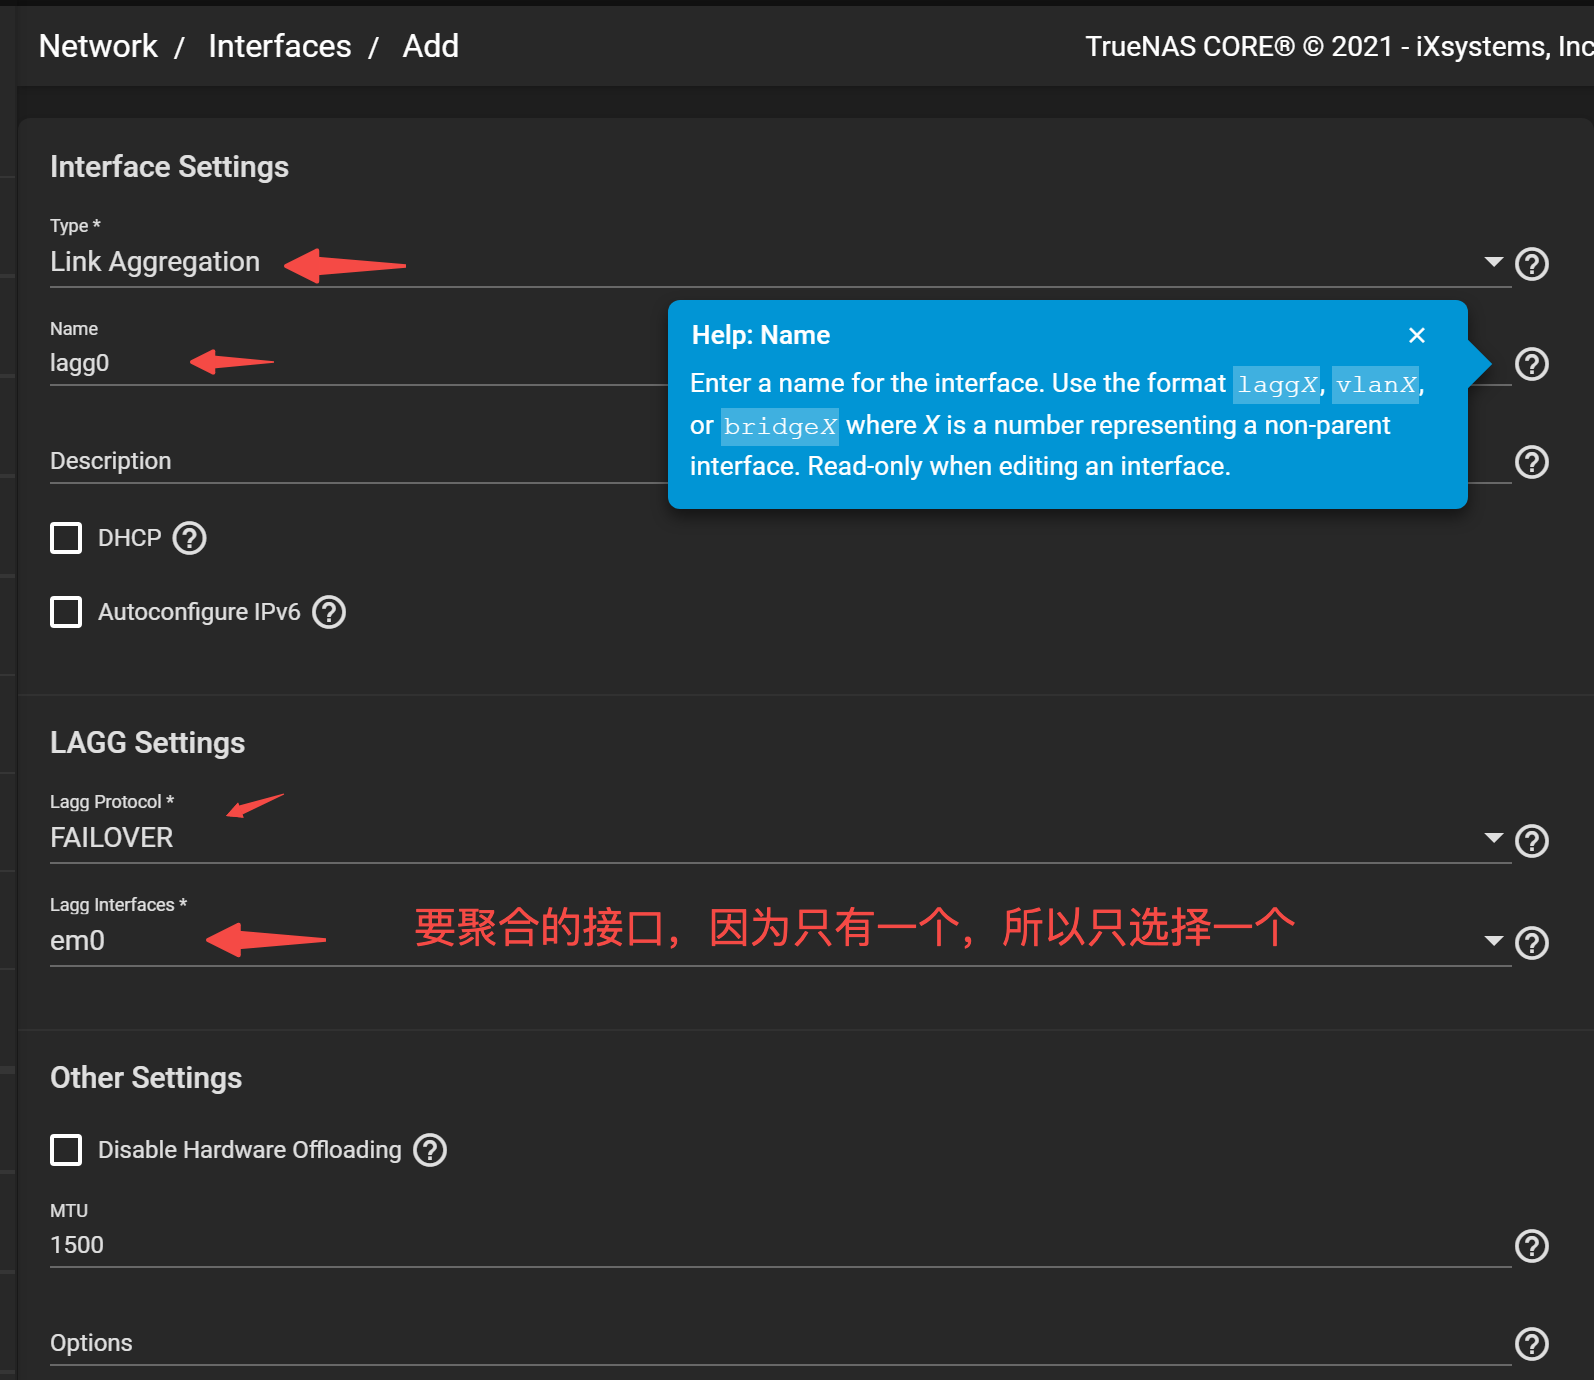 Network / Interfaces / Add
TrueNAS CORE® © 2021 - iXsystems, Inc
Interface Settings
Type *
Link Aggregation
Name
lagg0
Help: Name
Enter a name for the interface. Use the format laggX, vlanX,
or bridgeX where X is a number representing a non-parent
interface. Read-only when editing an interface.
Description
DHCP
Autoconfigure IPv6
LAGG Settings
Lagg Protocol *
FAILOVER
Lagg Interfaces *
em0
要聚合的接口，因为只有一个，所以只选择一个
Other Settings
Disable Hardware Offloading
MTU
1500
Options